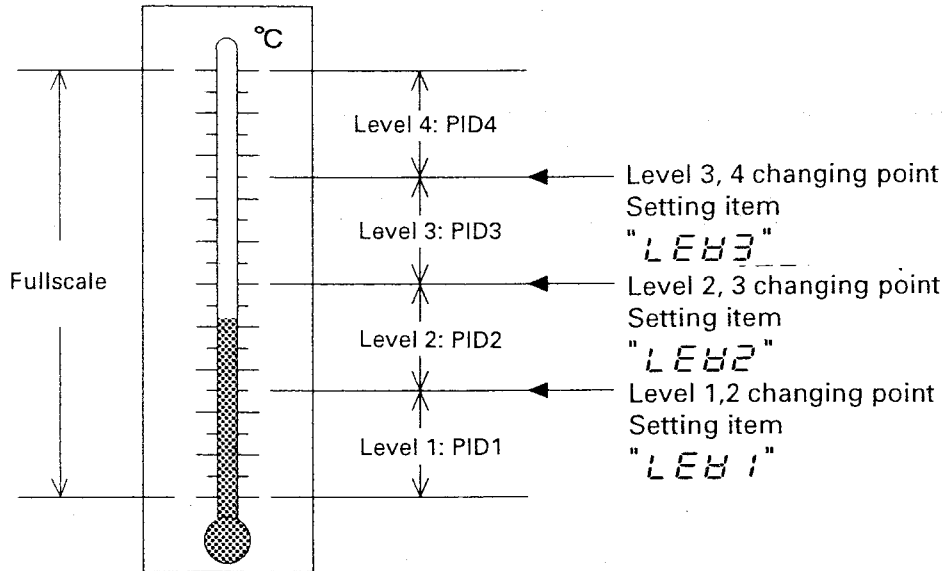 °C
Fullscale
Level 4: PID4
Level 3: PID3
Level 2: PID2
Level 1: PID1
Level 3, 4 changing point
Setting item
"LEV3"
Level 2, 3 changing point
Setting item
"LEV2"
Level 1,2 changing point
Setting item
"LEV1"